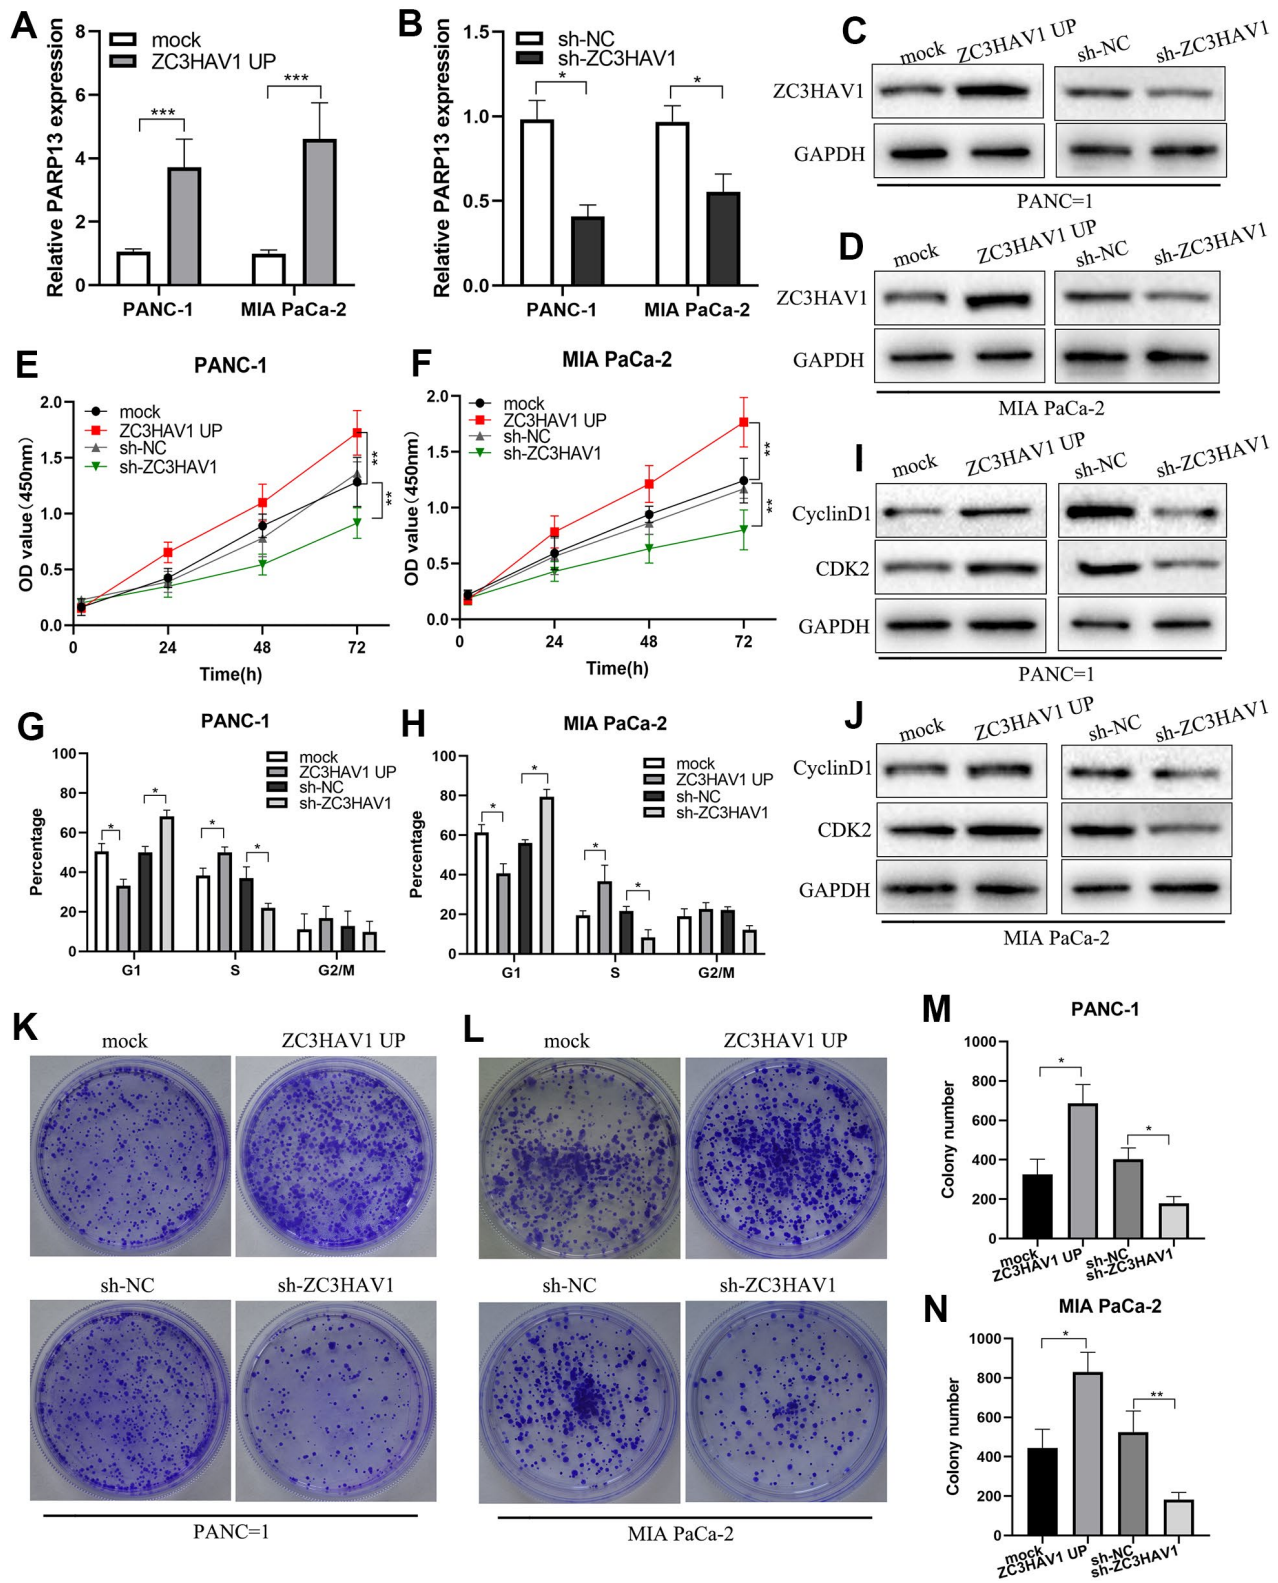 A
Relative PARP13 expression
8
6
4
2
0
mock
ZC3HAV1 UP
***
***
PANC-1
MIA PaCa-2
B
Relative PARP13 expression
1.5
1.0
0.5
0.0
sh-NC
sh-ZC3HAV1
*
*
PANC-1
MIA PaCa-2
C
mock
ZC3HAV1 UP
sh-NC
sh-ZC3HAV1
ZC3HAV1
GAPDH
PANC=1
D
mock
ZC3HAV1 UP
sh-NC
sh-ZC3HAV1
ZC3HAV1
GAPDH
MIA PaCa-2
E
PANC-1
OD value（450nm）
2.0
1.5
1.0
0.5
0.0
mock
ZC3HAV1 UP
sh-NC
sh-ZC3HAV1
**
**
0
24
48
72
Time(h)
F
MIA PaCa-2
OD value（450nm）
2.0
1.5
1.0
0.5
0.0
mock
ZC3HAV1 UP
sh-NC
sh-ZC3HAV1
**
**
0
24
48
72
Time(h)
I
mock
ZC3HAV1 UP
sh-NC
sh-ZC3HAV1
CyclinD1
CDK2
GAPDH
PANC=1
G
PANC-1
Percentage
100
80
60
40
20
0
mock
ZC3HAV1 UP
sh-NC
sh-ZC3HAV1
*
*
*
*
G1
S
G2/M
H
MIA PaCa-2
Percentage
100
80
60
40
20
0
mock
ZC3HAV1 UP
sh-NC
sh-ZC3HAV1
*
*
*
*
G1
S
G2/M
J
mock
ZC3HAV1 UP
sh-NC
sh-ZC3HAV1
CyclinD1
CDK2
GAPDH
MIA PaCa-2
K
mock
ZC3HAV1 UP
sh-NC
sh-ZC3HAV1
PANC=1
L
mock
ZC3HAV1 UP
sh-NC
sh-ZC3HAV1
MIA PaCa-2
M
PANC-1
Colony number
1000
800
600
400
200
0
*
*
mock
ZC3HAV1 UP
sh-NC
sh-ZC3HAV1
N
MIA PaCa-2
Colony number
1000
800
600
400
200
0
*
**
mock
ZC3HAV1 UP
sh-NC
sh-ZC3HAV1